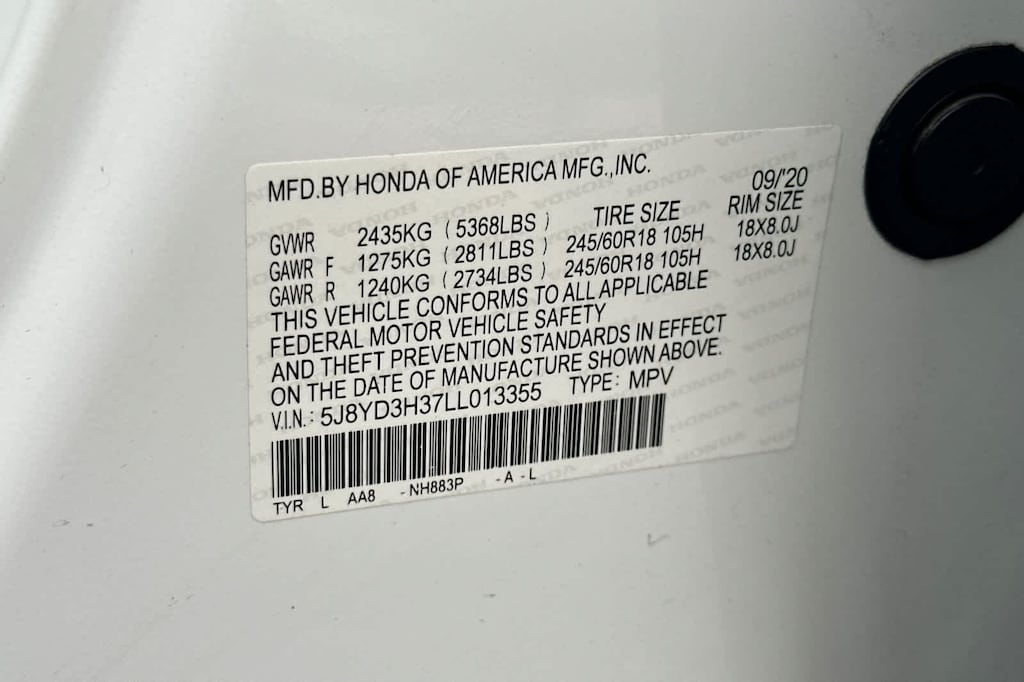 MFD.BY HONDA OF AMERICA MFG.,INC.
09/'20
GVWR 2435KG ( 5368LBS ) TIRE SIZE RIM SIZE
GAWR F 1275KG ( 2811LBS ) 245/60R18 105H 18X8.0J
GAWR R 1240KG ( 2734LBS ) 245/60R18 105H 18X8.0J
THIS VEHICLE CONFORMS TO ALL APPLICABLE
FEDERAL MOTOR VEHICLE SAFETY
AND THEFT PREVENTION STANDARDS IN EFFECT
ON THE DATE OF MANUFACTURE SHOWN ABOVE.
V.I.N.: 5J8YD3H37LL013355 TYPE: MPV
TYR L AA8 -NH883P -A -L